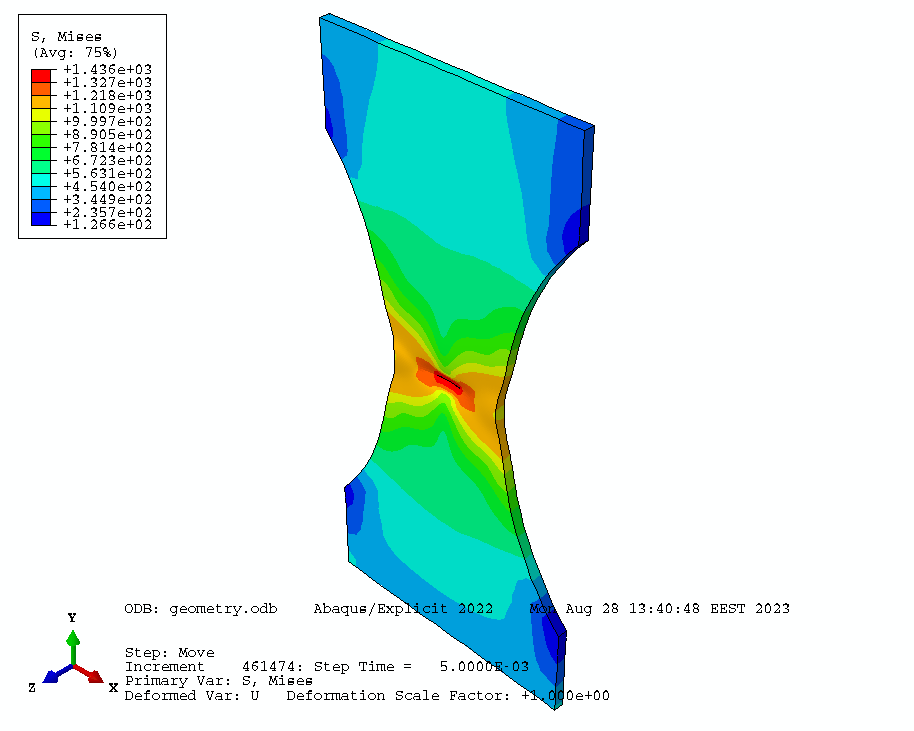 S, Mises
(Avg: 75%)
+1.436e+03
+1.327e+03
+1.218e+03
+1.109e+03
+9.997e+02
+8.905e+02
+7.814e+02
+6.723e+02
+5.631e+02
+4.540e+02
+3.449e+02
+2.357e+02
+1.266e+02
ODB: geometry.odb Abaqus/Explicit 2022 Mon Aug 28 13:40:48 EEST 2023
Y
Z
X
Step: Move
Increment 461474: Step Time = 5.0000E-03
Primary Var: S, Mises
Deformed Var: U Deformation Scale Factor: +1.000e+00